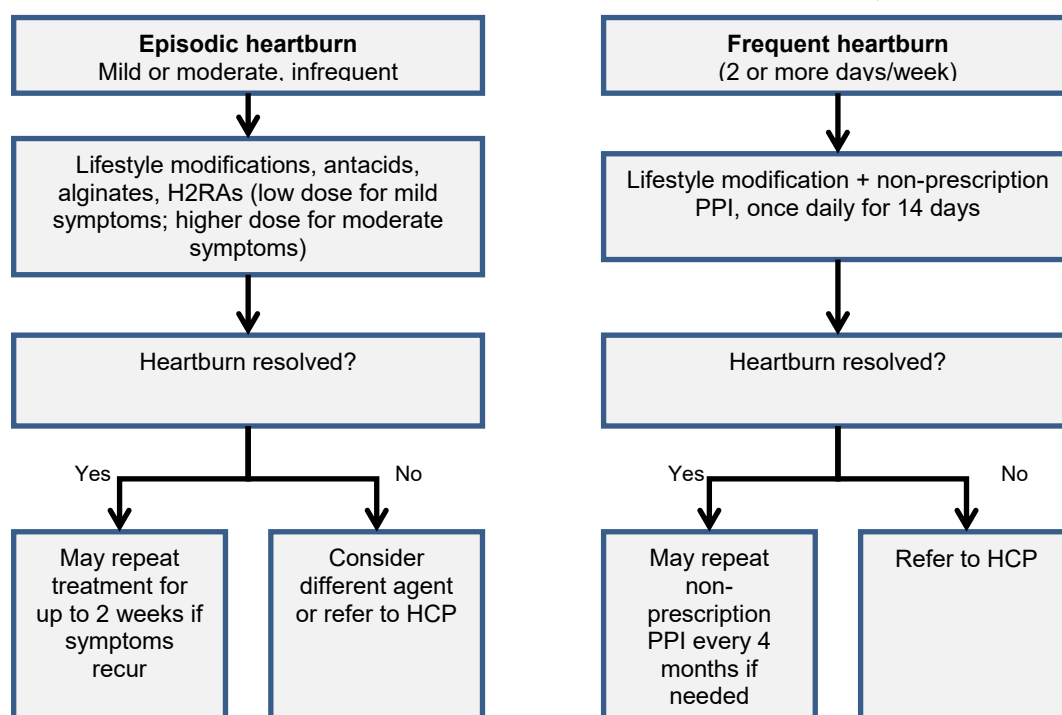 Episodic heartburn
Mild or moderate, infrequent
Lifestyle modifications, antacids,
alginates, H2RAs (low dose for mild
symptoms; higher dose for moderate
symptoms)
Heartburn resolved?
Yes
No
May repeat
treatment for
up to 2 weeks if
symptoms
recur
Consider
different agent
or refer to HCP
Frequent heartburn
(2 or more days/week)
Lifestyle modification + non-prescription
PPI, once daily for 14 days
Heartburn resolved?
Yes
No
May repeat
non-
prescription
PPI every 4
months if
needed
Refer to HCP